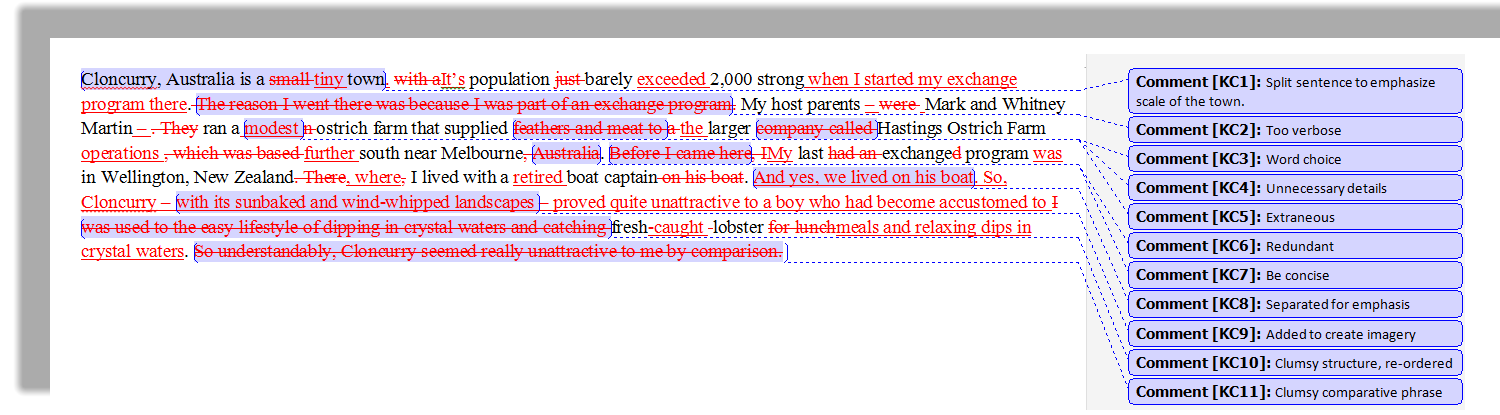 Cloncurry, Australia is a small tiny town. with aIt's population just barely exceeded 2,000 strong when I started my exchange
program there. The reason I went there was because I was part of an exchange program. My host parents – were Mark and Whitney
Martin – . They ran a modest n ostrich farm that supplied feathers and meat to a the larger company called Hastings Ostrich Farm
operations , which was based further south near Melbourne, Australia. Before I came here, IMy last had an exchanged program was
in Wellington, New Zealand. There, where, I lived with a retired boat captain on his boat. And yes, we lived on his boat. So,
Cloncurry – with its sunbaked and wind-whipped landscapes – proved quite unattractive to a boy who had become accustomed to I
was used to the easy lifestyle of dipping in crystal waters and catching fresh-caught -lobster for lunchmeals and relaxing dips in
crystal waters. So understandably, Cloncurry seemed really unattractive to me by comparison.
Comment [KC1]: Split sentence to emphasize
scale of the town.
Comment [KC2]: Too verbose
Comment [KC3]: Word choice
Comment [KC4]: Unnecessary details
Comment [KC5]: Extraneous
Comment [KC6]: Redundant
Comment [KC7]: Be concise
Comment [KC8]: Separated for emphasis
Comment [KC9]: Added to create imagery
Comment [KC10]: Clumsy structure, re-ordered
Comment [KC11]: Clumsy comparative phrase